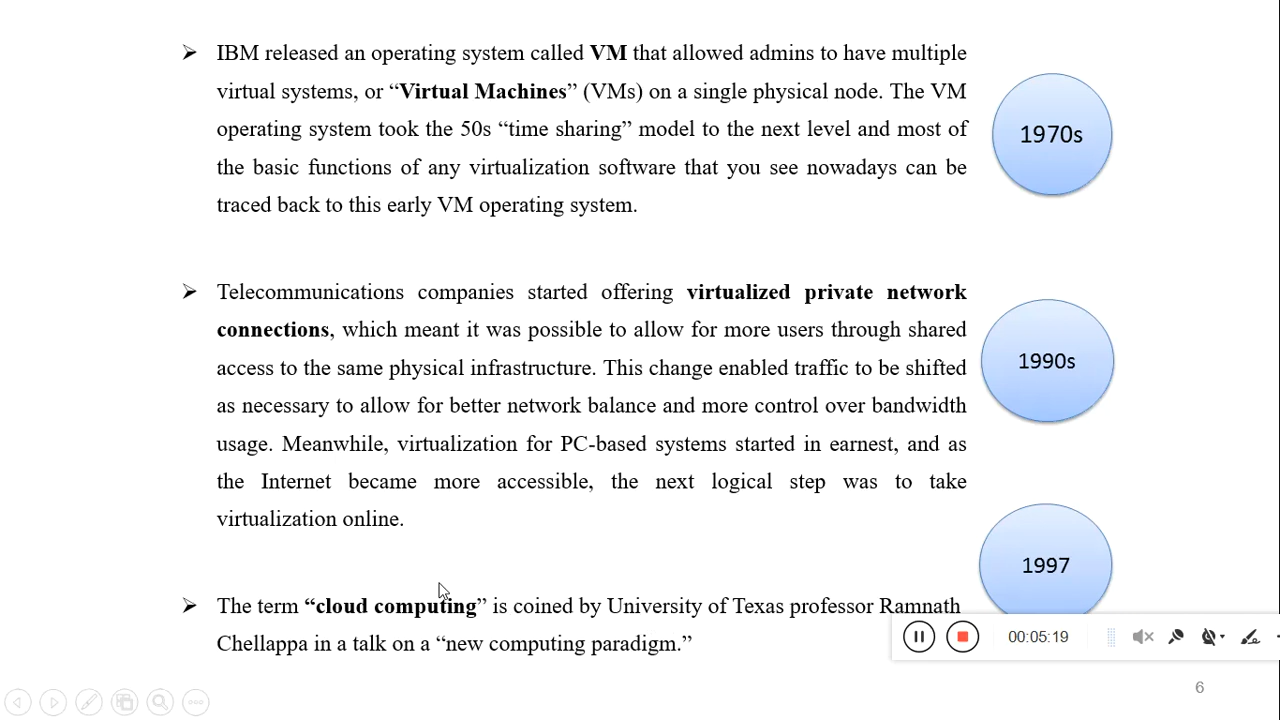 ➢ IBM released an operating system called VM that allowed admins to have multiple
virtual systems, or “Virtual Machines” (VMs) on a single physical node. The VM
operating system took the 50s “time sharing” model to the next level and most of
the basic functions of any virtualization software that you see nowadays can be
traced back to this early VM operating system.
1970s
➢ Telecommunications companies started offering virtualized private network
connections, which meant it was possible to allow for more users through shared
access to the same physical infrastructure. This change enabled traffic to be shifted
as necessary to allow for better network balance and more control over bandwidth
usage. Meanwhile, virtualization for PC-based systems started in earnest, and as
the Internet became more accessible, the next logical step was to take
virtualization online.
1990s
➢ The term “cloud computing” is coined by University of Texas professor Ramnath
Chellappa in a talk on a “new computing paradigm.”
1997
00:05:19
6